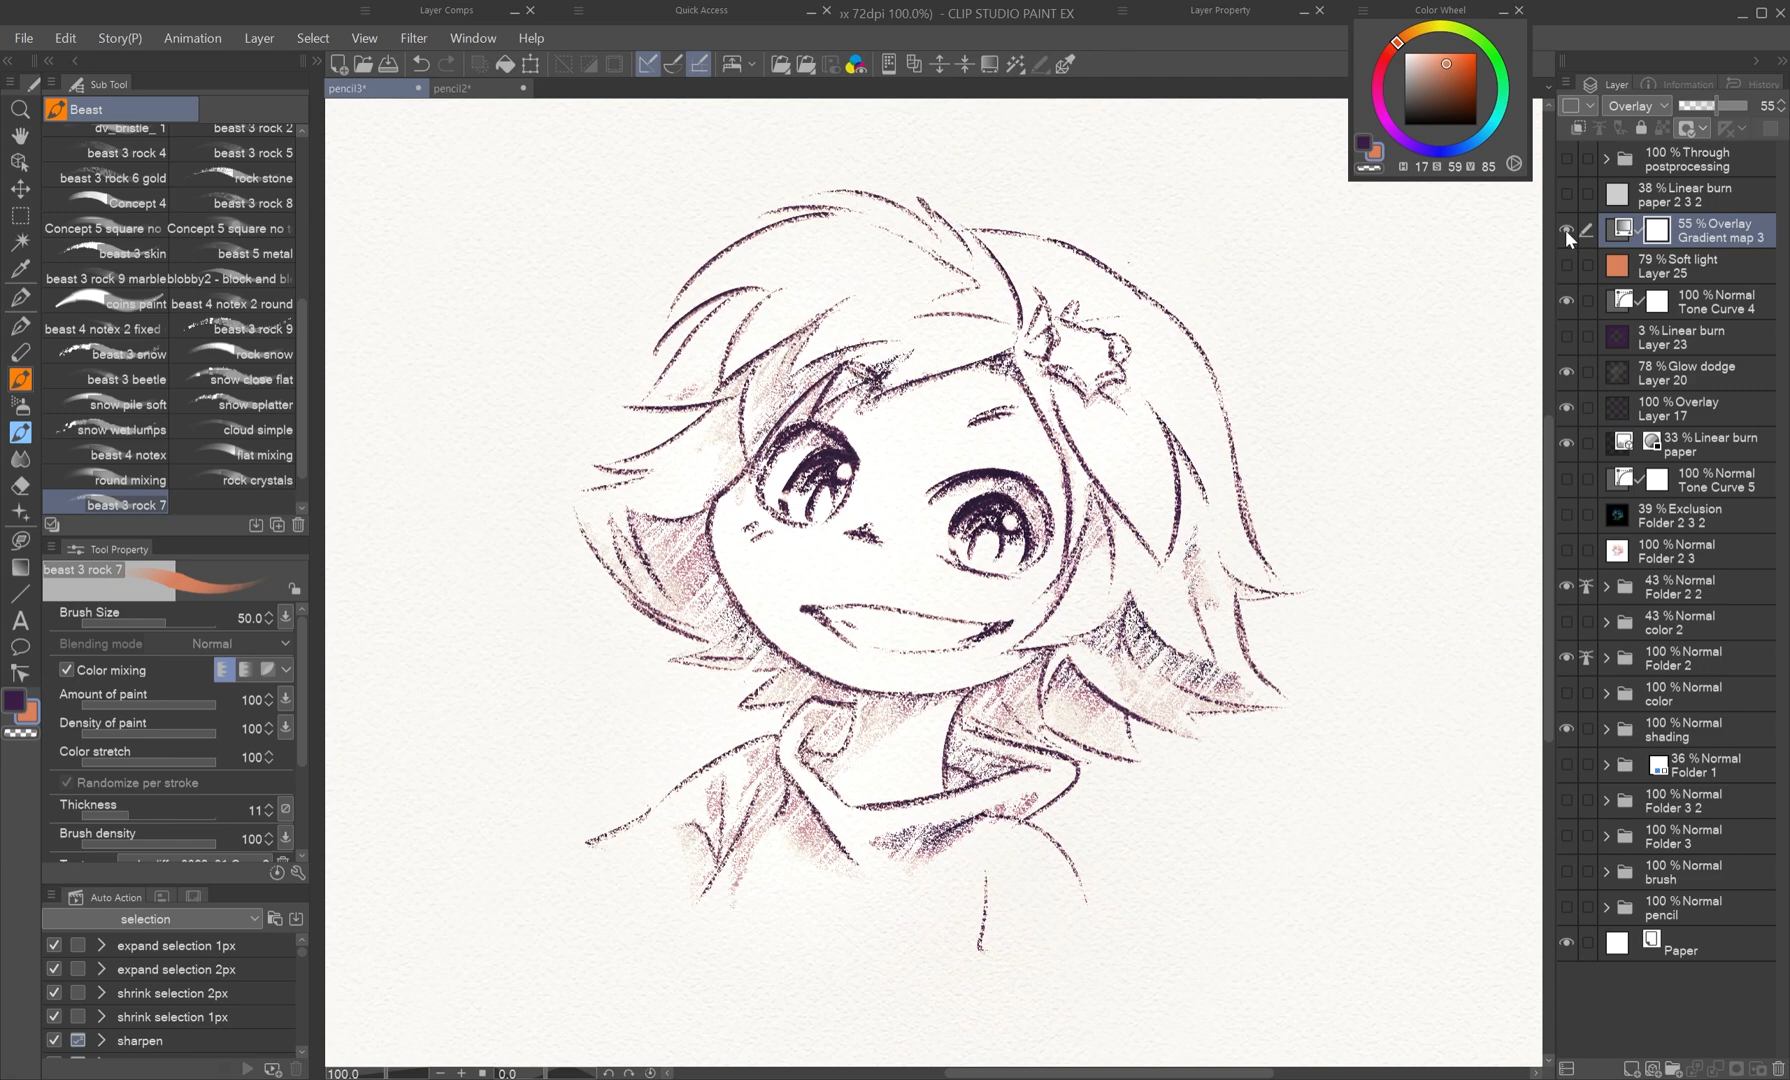 Layer Comps
Quick Access
px 72dpi 100.0%) - CLIP STUDIO PAINT EX
Layer Property
Color Wheel
File Edit Story(P) Animation Layer Select View Filter Window Help
Sub Tool
pencil3*
pencil2*
Beast
dv_bristle_ 1
beast 3 rock 2
beast 3 rock 4
beast 3 rock 5
beast 3 rock 6 gold
rock stone
Concept 4
beast 3 rock 8
Concept 5 square no
Concept 5 square no t
beast 3 skin
beast 5 metal
beast 3 rock 9 marble
blobby2 - block and bl
coins paint
beast 4 notex 2 round
beast 4 notex 2 fixed
beast 3 rock 9
beast 3 snow
rock snow
beast 3 beetle
snow close flat
snow pile soft
snow splatter
snow wet lumps
cloud simple
beast 4 notex
flat mixing
round mixing
rock crystals
beast 3 rock 7
Tool Property
beast 3 rock 7
Brush Size 50.0
Blending mode Normal
Color mixing
Amount of paint 100
Density of paint 100
Color stretch 100
Randomize per stroke
Thickness 11
Brush density 100
Auto Action
selection
expand selection 1px
expand selection 2px
shrink selection 2px
shrink selection 1px
sharpen
100.0
0.0
H 17 S 59 V 85
Layer Information History
Overlay 55
100 % Through
postprocessing
38 % Linear burn
paper 2 3 2
55 % Overlay
Gradient map 3
79 % Soft light
Layer 25
100 % Normal
Tone Curve 4
3 % Linear burn
Layer 23
78 % Glow dodge
Layer 20
100 % Overlay
Layer 17
33 % Linear burn
paper
100 % Normal
Tone Curve 5
39 % Exclusion
Folder 2 3 2
100 % Normal
Folder 2 3
43 % Normal
Folder 2 2
43 % Normal
color 2
100 % Normal
Folder 2
100 % Normal
color
100 % Normal
shading
36 % Normal
Folder 1
100 % Normal
Folder 3 2
100 % Normal
Folder 3
100 % Normal
brush
100 % Normal
pencil
Paper